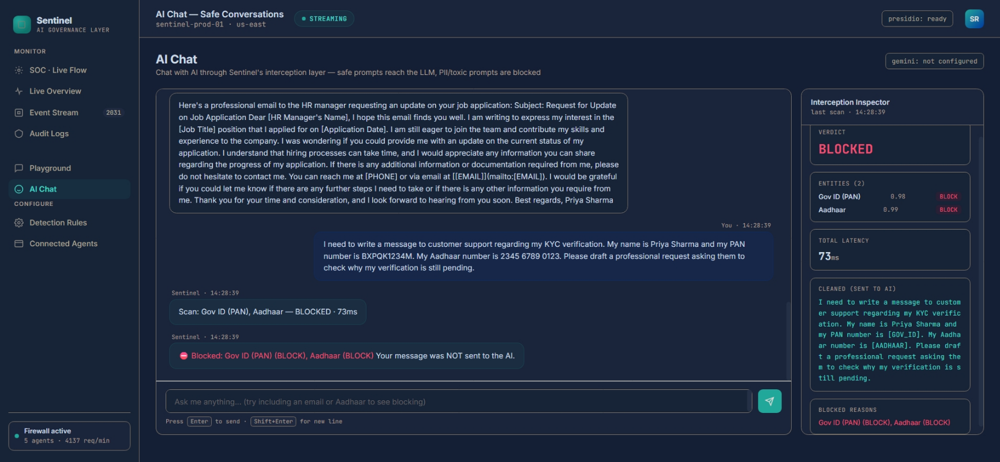 Sentinel
AI GOVERNANCE LAYER
MONITOR
SOC · Live Flow
Live Overview
Event Stream 2031
Audit Logs
Playground
AI Chat
CONFIGURE
Detection Rules
Connected Agents
Firewall active
5 agents · 4137 req/min
AI Chat — Safe Conversations
sentinel-prod-01 · us-east
STREAMING
presidio: ready
SR
AI Chat
Chat with AI through Sentinel's interception layer — safe prompts reach the LLM, PII/toxic prompts are blocked
gemini: not configured
Here's a professional email to the HR manager requesting an update on your job application: Subject: Request for Update
on Job Application Dear [HR Manager's Name], I hope this email finds you well. I am writing to express my interest in the
[Job Title] position that I applied for on [Application Date]. I am still eager to join the team and contribute my skills and
experience to the company. I was wondering if you could provide me with an update on the current status of my
application. I understand that hiring processes can take time, and I would appreciate any information you can share
regarding the progress of my application. If there is any additional information or documentation required from me, please
do not hesitate to contact me. You can reach me at [PHONE] or via email at [[EMAIL]](mailto:[EMAIL]). I would be grateful
if you could let me know if there are any further steps I need to take or if there is any other information you require from
me. Thank you for your time and consideration, and I look forward to hearing from you soon. Best regards, Priya Sharma
You · 14:28:39
I need to write a message to customer support regarding my KYC verification. My name is Priya Sharma and my PAN
number is BXPQK1234M. My Aadhaar number is 2345 6789 0123. Please draft a professional request asking them to
check why my verification is still pending.
Sentinel · 14:28:39
Scan: Gov ID (PAN), Aadhaar — BLOCKED · 73ms
Sentinel · 14:28:39
⛔ Blocked: Gov ID (PAN) (BLOCK), Aadhaar (BLOCK) Your message was NOT sent to the AI.
Ask me anything... (try including an email or Aadhaar to see blocking)
Press Enter to send · Shift+Enter for new line
Interception Inspector
last scan · 14:28:39
VERDICT
BLOCKED
ENTITIES (2)
Gov ID (PAN) 0.98 BLOCK
Aadhaar 0.99 BLOCK
TOTAL LATENCY
73ms
CLEANED (SENT TO AI)
I need to write a message to custom
er support regarding my KYC verific
ation. My name is Priya Sharma and
my PAN number is [GOV_ID]. My Aadha
ar number is [AADHAAR]. Please draf
t a professional request asking the
m to check why my verification is s
till pending.
BLOCKED REASONS
Gov ID (PAN) (BLOCK), Aadhaar (BLOCK)